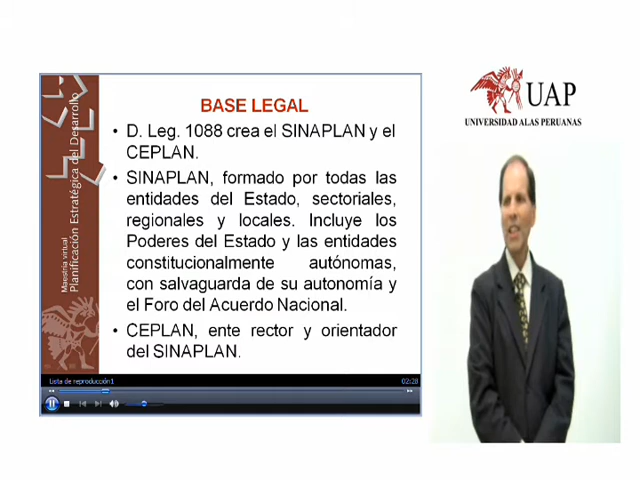 BASE LEGAL
• D. Leg. 1088 crea el SINAPLAN y el
CEPLAN.
• SINAPLAN, formado por todas las
entidades del Estado, sectoriales,
regionales y locales. Incluye los
Poderes del Estado y las entidades
constitucionalmente autónomas,
con salvaguarda de su autonomía y
el Foro del Acuerdo Nacional.
• CEPLAN, ente rector y orientador
del SINAPLAN.
Maestría virtual
Planificación Estratégica del Desarrollo
Lista de reproducción1
02:28
UAP
UNIVERSIDAD ALAS PERUANAS